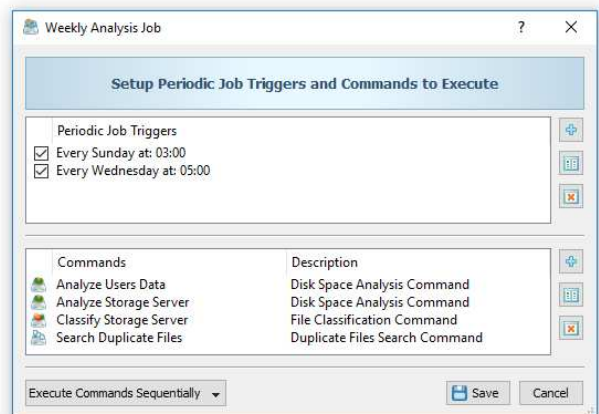 Weekly Analysis Job
Setup Periodic Job Triggers and Commands to Execute
Periodic Job Triggers
Every Sunday at: 03:00
Every Wednesday at: 05:00
Commands Description
Analyze Users Data Disk Space Analysis Command
Analyze Storage Server Disk Space Analysis Command
Classify Storage Server File Classification Command
Search Duplicate Files Duplicate Files Search Command
Execute Commands Sequentially Save Cancel